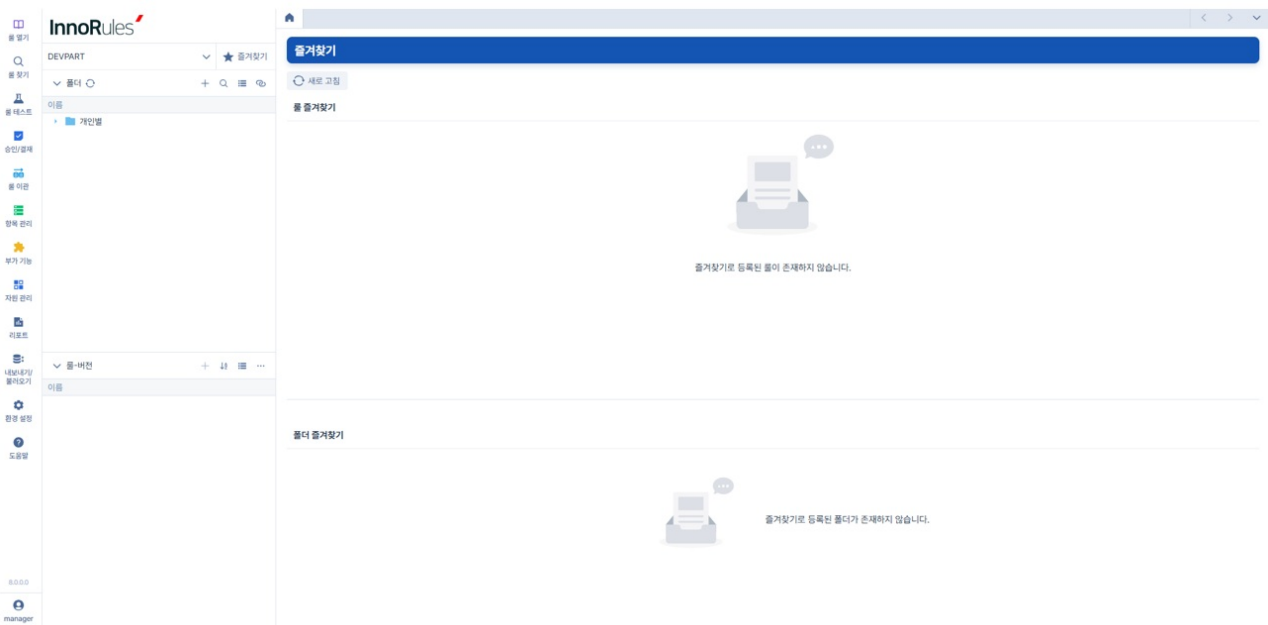 룰 열기
룰 찾기
룰 테스트
승인/결재
룰 이관
항목 관리
부가 기능
자원 관리
리포트
내보내기/
불러오기
환경 설정
도움말
6.0.0.0
manager
InnoRules
DEVPART
즐겨찾기
폴더
이름
개인별
룰-버전
이름
즐겨찾기
새로 고침
룰 즐겨찾기
즐겨찾기로 등록된 룰이 존재하지 않습니다.
폴더 즐겨찾기
즐겨찾기로 등록된 폴더가 존재하지 않습니다.